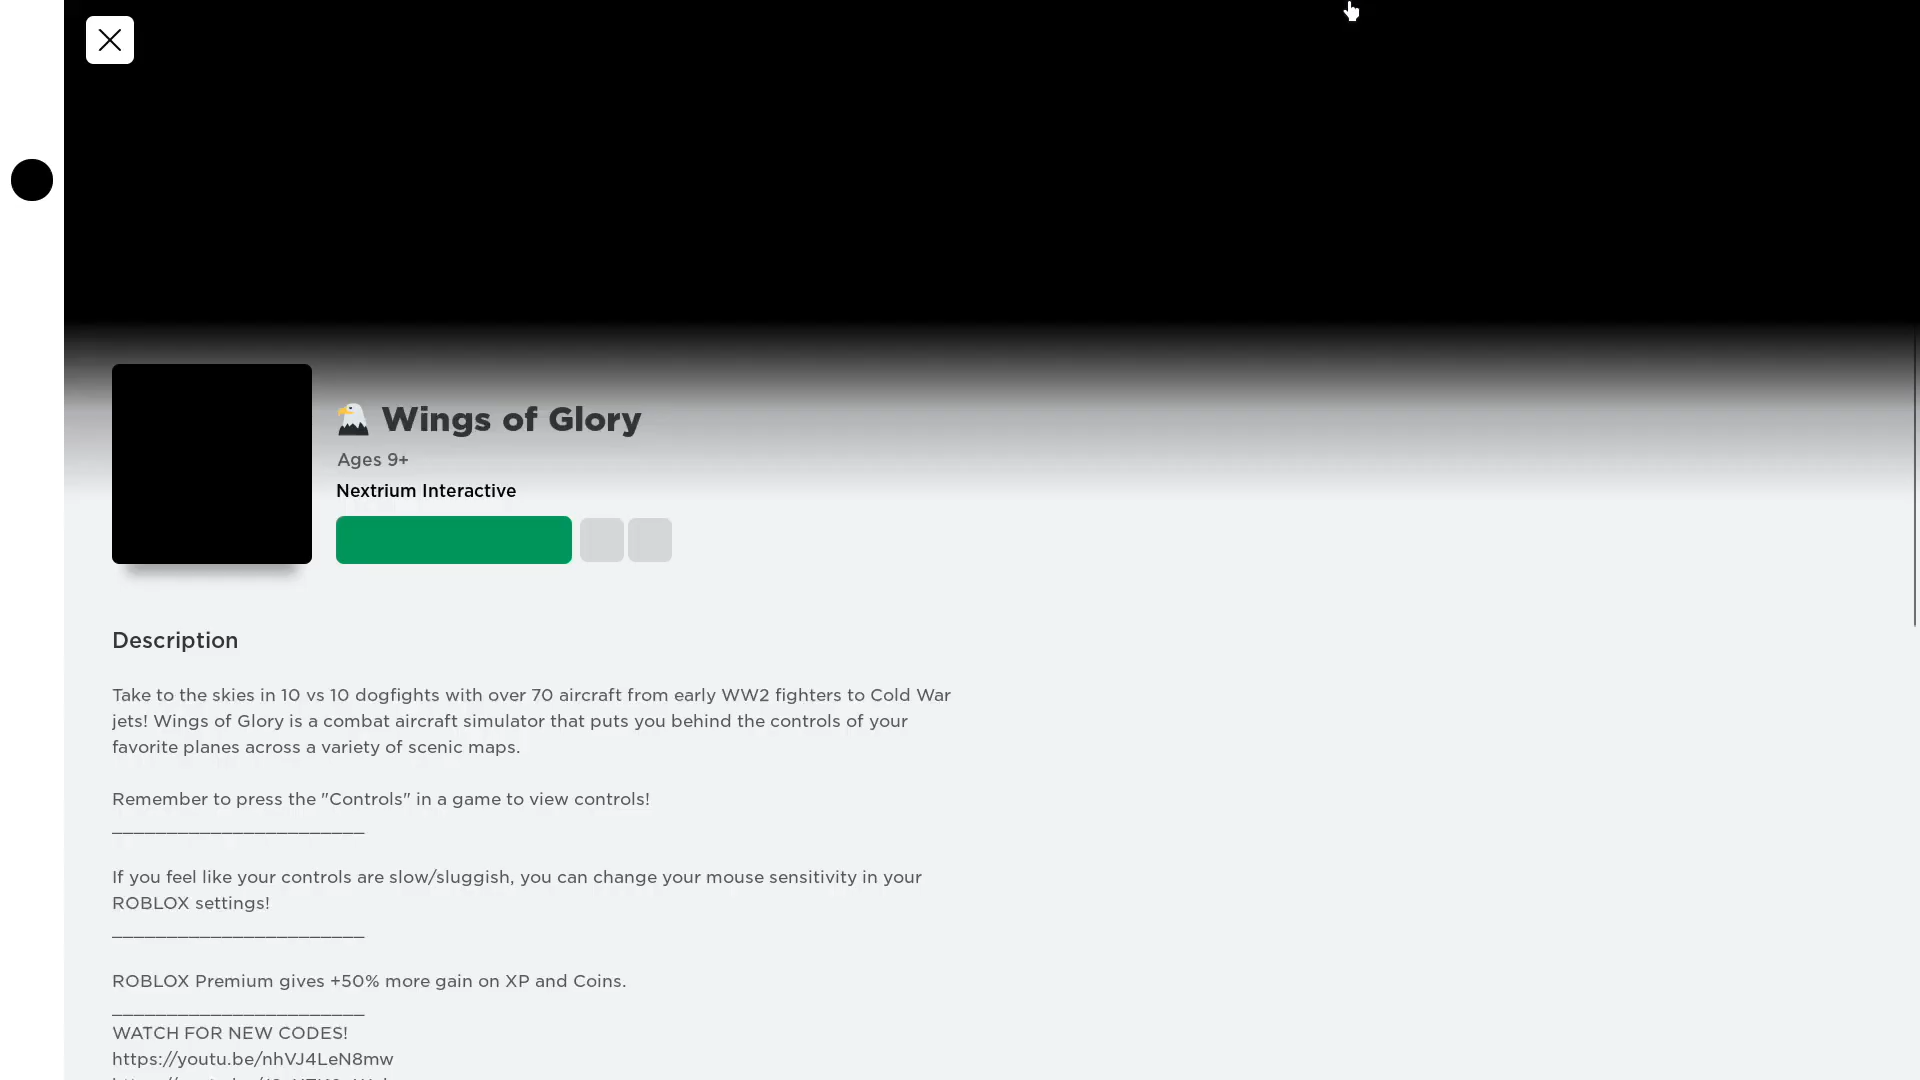 Wings of Glory
Ages 9+
Nextrium Interactive
Description
Take to the skies in 10 vs 10 dogfights with over 70 aircraft from early WW2 fighters to Cold War
jets! Wings of Glory is a combat aircraft simulator that puts you behind the controls of your
favorite planes across a variety of scenic maps.
Remember to press the "Controls" in a game to view controls!
_______________________
If you feel like your controls are slow/sluggish, you can change your mouse sensitivity in your
ROBLOX settings!
_______________________
ROBLOX Premium gives +50% more gain on XP and Coins.
_______________________
WATCH FOR NEW CODES!
https://youtu.be/nhVJ4LeN8mw